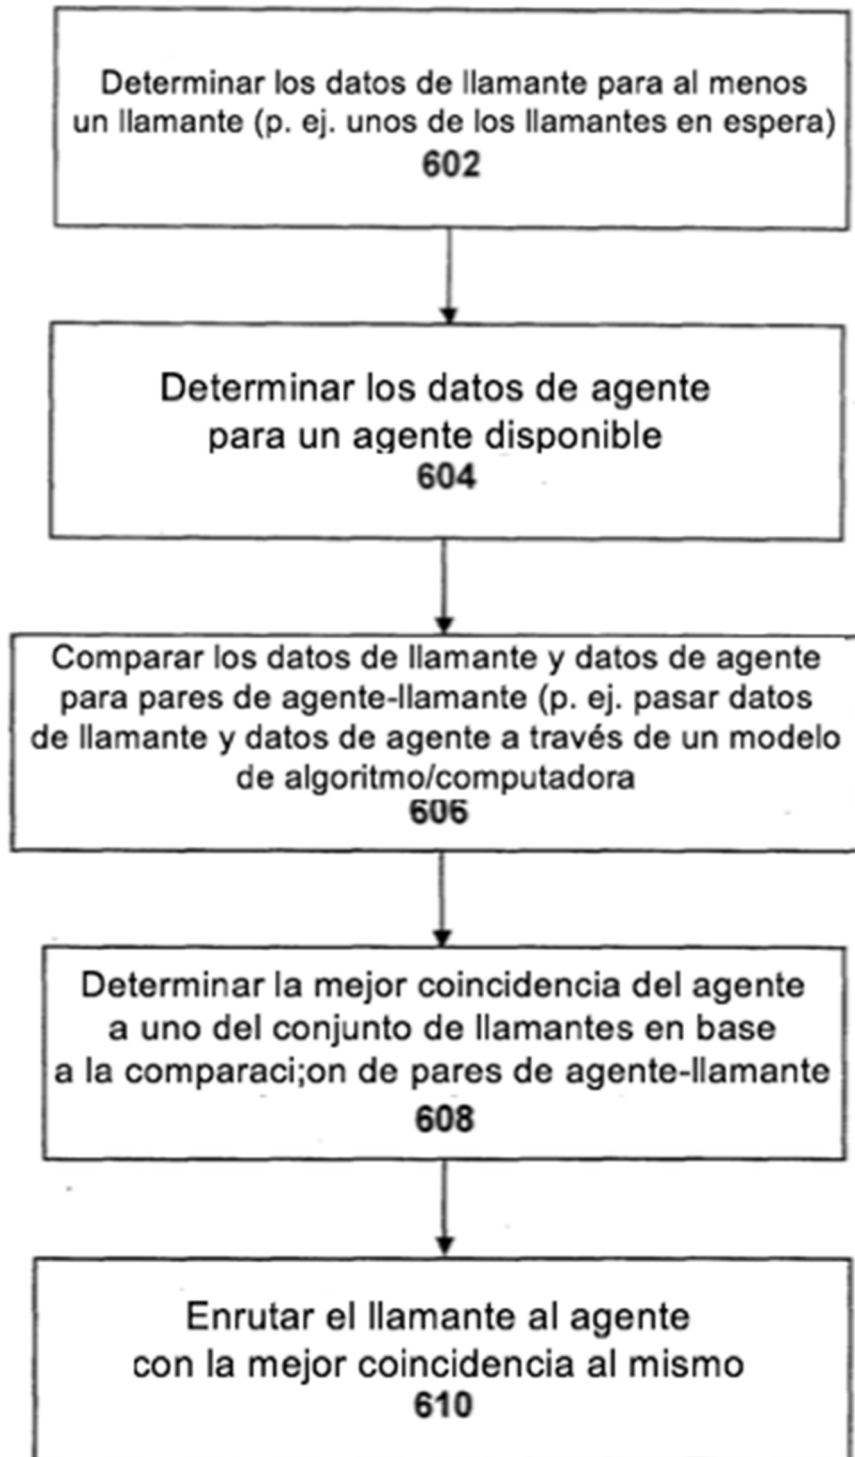 Determinar los datos de llamante para al menos
un llamante (p. ej. unos de los llamantes en espera)
602
Determinar los datos de agente
para un agente disponible
604
Comparar los datos de llamante y datos de agente
para pares de agente-llamante (p. ej. pasar datos
de llamante y datos de agente a través de un modelo
de algoritmo/computadora
606
Determinar la mejor coincidencia del agente
a uno del conjunto de llamantes en base
a la comparaci;on de pares de agente-llamante
608
Enrutar el llamante al agente
con la mejor coincidencia al mismo
610